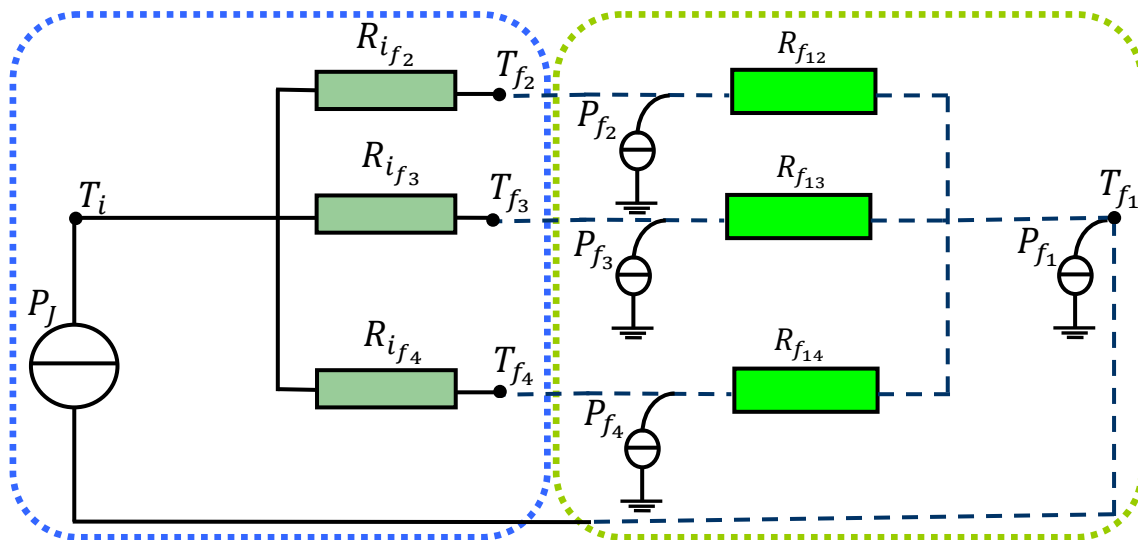 R_{i_{f_2}}
T_{f_2}
R_{f_{12}}
P_{f_2}
R_{i_{f_3}}
T_{f_3}
R_{f_{13}}
T_i
T_{f_1}
P_{f_3}
P_{f_1}
P_J
R_{i_{f_4}}
T_{f_4}
R_{f_{14}}
P_{f_4}